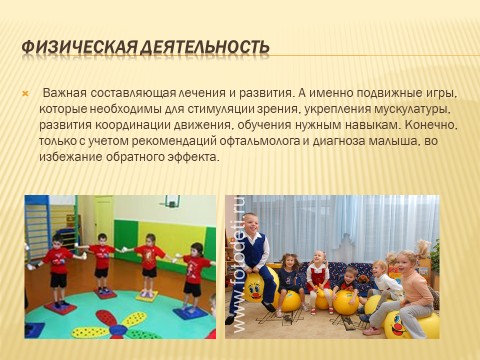 ФИЗИЧЕСКАЯ ДЕЯТЕЛЬНОСТЬ
Важная составляющая лечения и развития. А именно подвижные игры,
которые необходимы для стимуляции зрения, укрепления мускулатуры,
развития координации движения, обучения нужным навыкам. Конечно,
только с учетом рекомендаций офтальмолога и диагноза малыша, во
избежание обратного эффекта.
www.fotodeti.ru